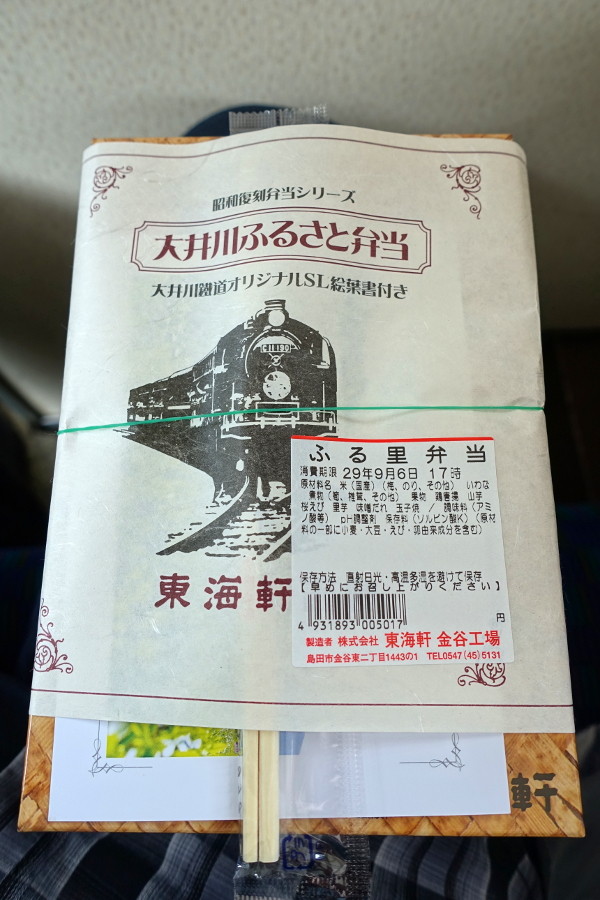 昭和復刻弁当シリーズ
大井川ふるさと弁当
大井川鐵道オリジナルSL絵葉書付き
C11190
東海軒
ふる里弁当
消費期限 29年9月6日 17時
原材料名 米(国産)(梅、のり、その他) いわな
煮物(筍、椎茸、その他) 果物 鶏唐揚 山芋
桜えび 里芋 味噌だれ 玉子焼 / 調味料(アミ
ノ酸等) pH調整剤 保存料(ソルビン酸K) (原材
料の一部に小麦・大豆・えび・卵由来成分を含む)
保存方法 直射日光・高温多湿を避けて保存
【早めにお召し上がりください】
4 931893 005017
円
製造者 株式会社 東海軒 金谷工場
島田市金谷東二丁目1443の1 TEL0547(45)5131
軒